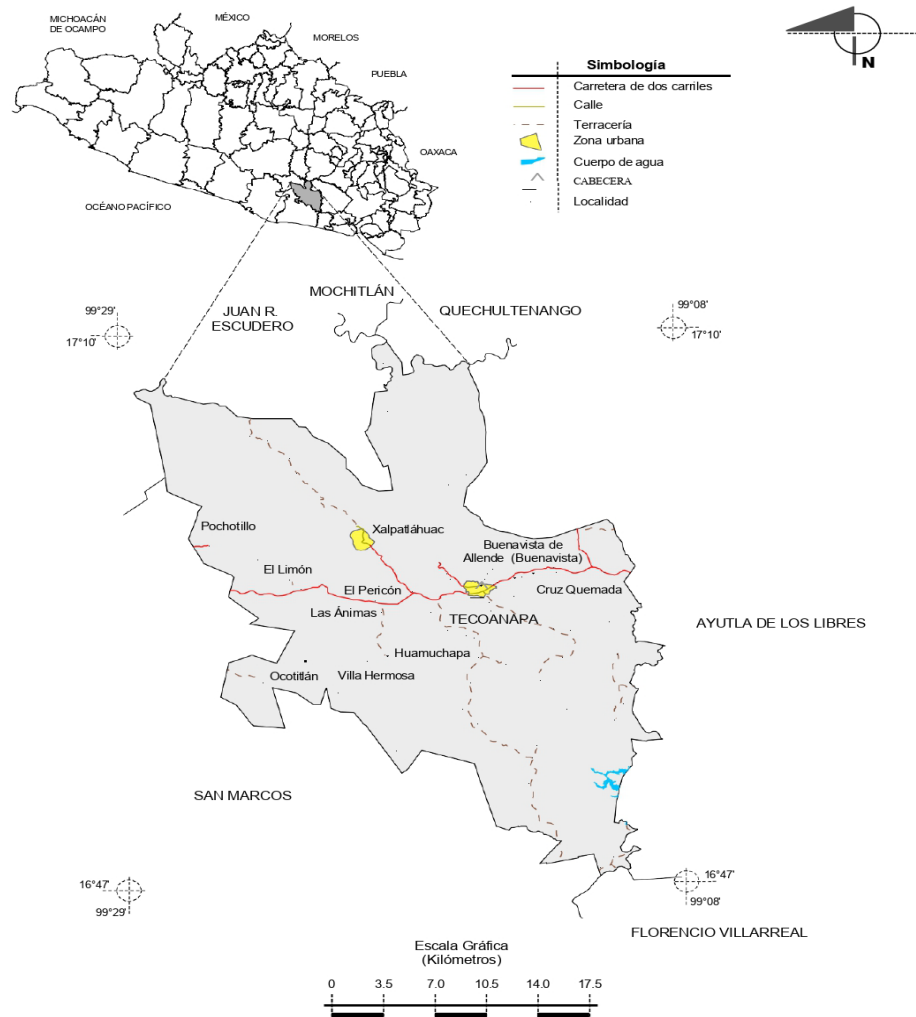 MICHOACÁN
DE OCAMPO
MÉXICO
MORELOS
PUEBLA
OAXACA
OCÉANO PACÍFICO
N
Simbología
Carretera de dos carriles
Calle
Terracería
Zona urbana
Cuerpo de agua
CABECERA
Localidad
MOCHITLÁN
JUAN R.
ESCUDERO
QUECHULTENANGO
99°29'
17°10'
99°08'
17°10'
Pochotillo
Xalpatláhuac
Buenavista de
Allende (Buenavista)
El Limón
El Pericón
Cruz Quemada
Las Ánimas
TECOANAPA
AYUTLA DE LOS LIBRES
Huamuchapa
Ocotitlán
Villa Hermosa
SAN MARCOS
16°47'
99°29'
16°47'
99°08'
FLORENCIO VILLARREAL
Escala Gráfica
(Kilómetros)
0 3.5 7.0 10.5 14.0 17.5